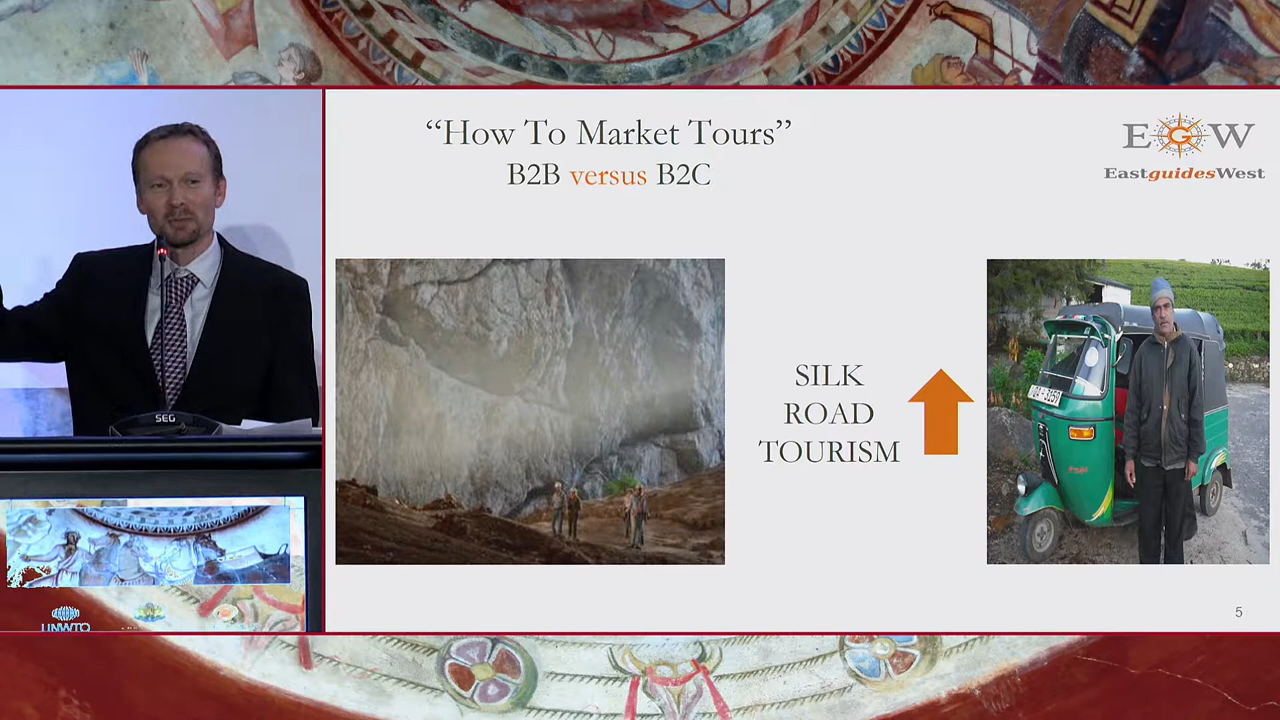 “How To Market Tours”
B2B versus B2C
EGW
EastguidesWest
SILK
ROAD
TOURISM
5
SEG
UNWTO